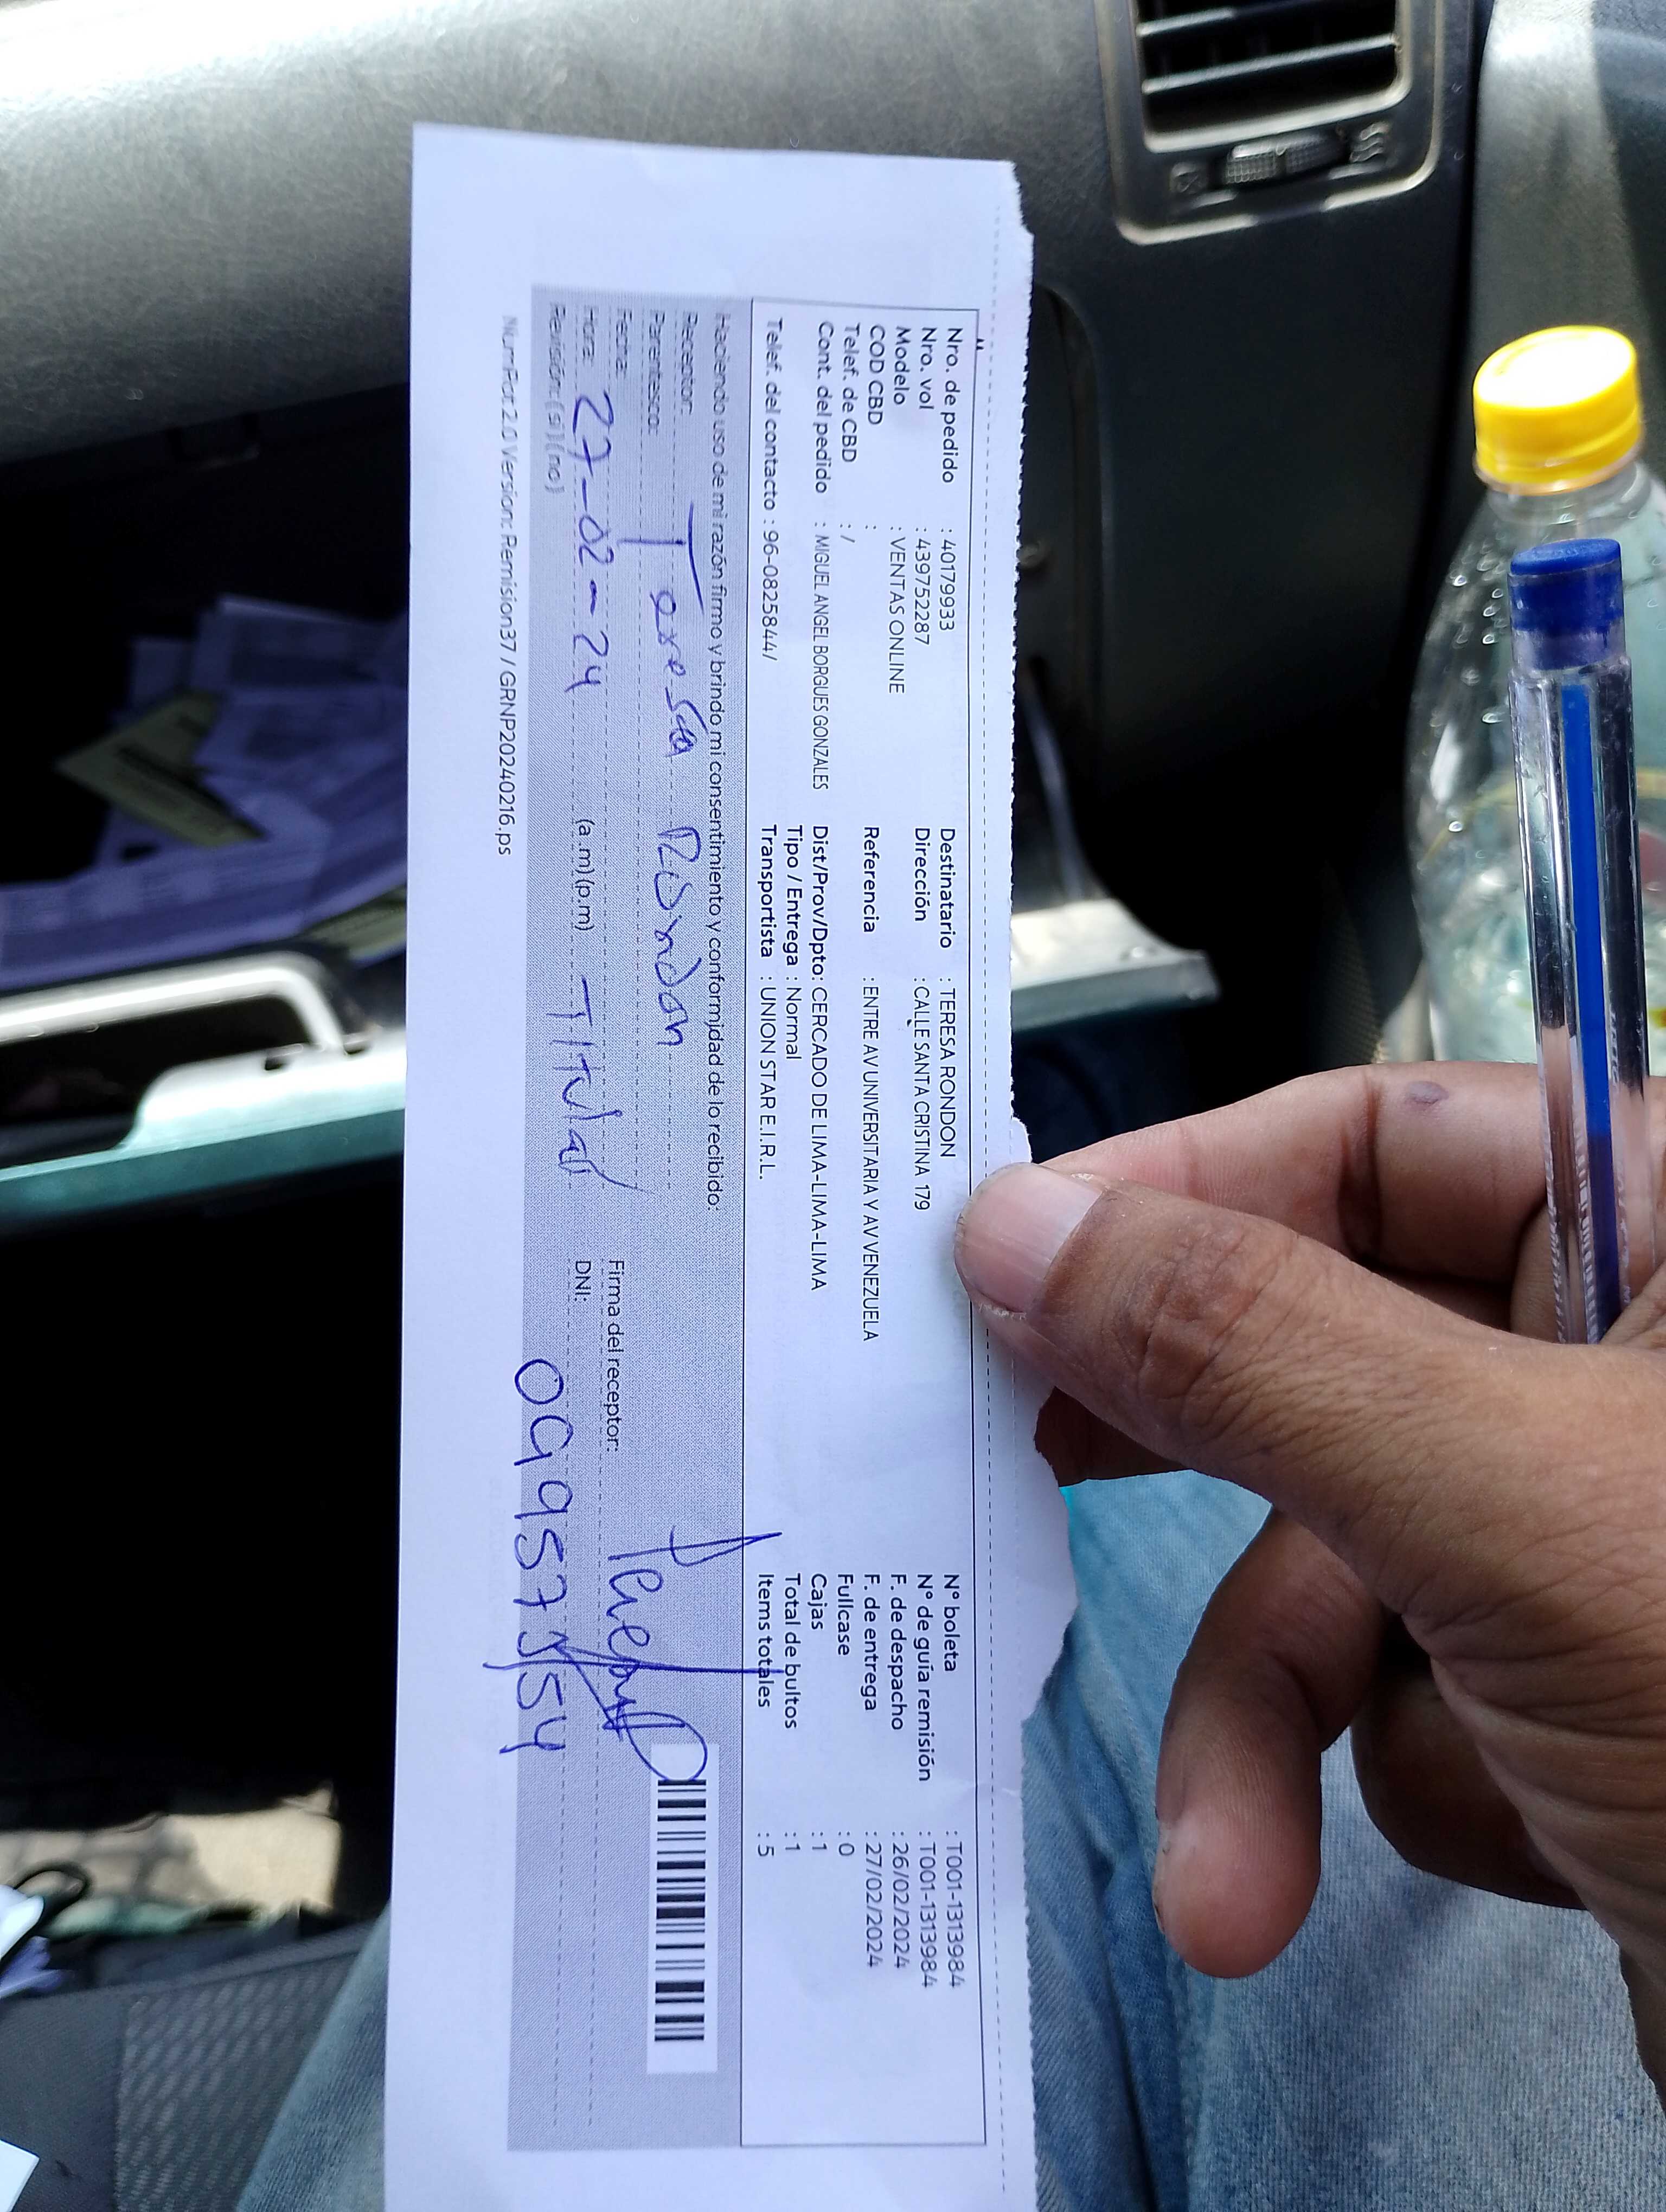 Nro. de pedido : 40179933 Destinatario : TERESA RONDON N° boleta : T001-1313984
Nro. vol : 439752287 Dirección : CALLE SANTA CRISTINA 179 N° de guía remisión : T001-1313984
Modelo : VENTAS ONLINE F. de despacho : 26/02/2024
COD CBD : Referencia : ENTRE AV UNIVERSITARIA Y AV VENEZUELA F. de entrega : 27/02/2024
Telef. de CBD : / Fullcase : 0
Cont. del pedido : MIGUEL ANGEL BORGUES GONZALES Dist/Prov/Dpto: CERCADO DE LIMA-LIMA-LIMA Cajas : 1
Tipo / Entrega : Normal Total de bultos : 1
Telef. del contacto : 96-0825844/ Transportista : UNION STAR E.I.R.L. Items totales : 5
Haciendo uso de mi razón firmo y brindo mi consentimiento y conformidad de lo recibido:
Receptor: Teresa Rondon
Parentesco:
Fecha: Titular Firma del receptor:
Hora: 27-02-24 (a.m) (p.m) DNI:
Revisión: ( si ) ( no )
NumRot 2.0 Version: Remision37 / GRNP20240216.ps